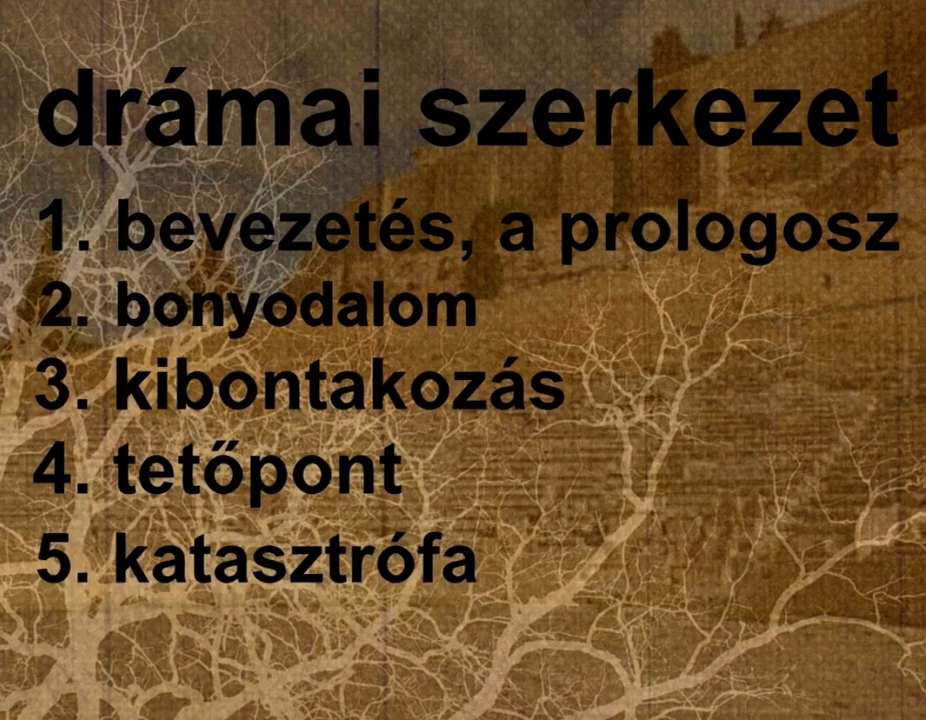 drámai szerkezet
1. bevezetés, a prologosz
2. bonyodalom
3. kibontakozás
4. tetőpont
5. katasztrófa